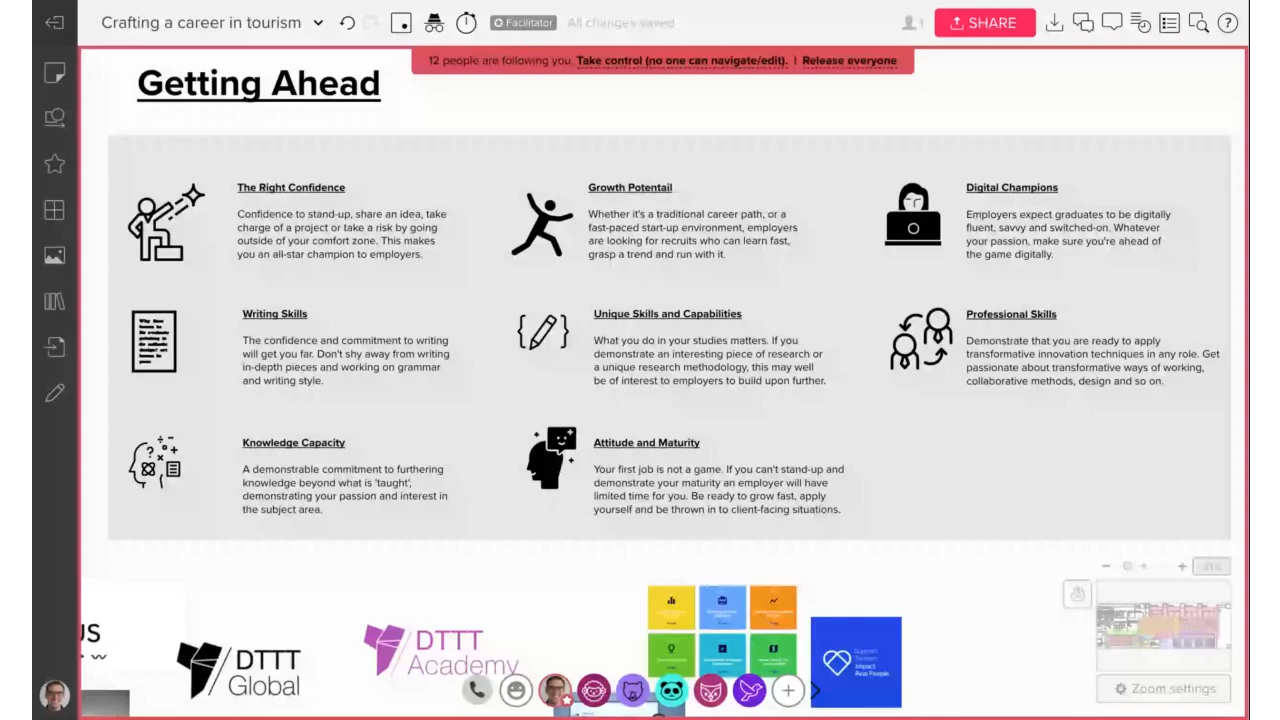 Crafting a career in tourism
Facilitator
All changes saved
1
SHARE
12 people are following you. Take control (no one can navigate/edit). | Release everyone
Getting Ahead
The Right Confidence
Confidence to stand-up, share an idea, take
charge of a project or take a risk by going
outside of your comfort zone. This makes
you an all-star champion to employers.
Growth Potentail
Whether it's a traditional career path, or a
fast-paced start-up environment, employers
are looking for recruits who can learn fast,
grasp a trend and run with it.
Digital Champions
Employers expect graduates to be digitally
fluent, savvy and switched-on. Whatever
your passion, make sure you're ahead of
the game digitally.
Writing Skills
The confidence and commitment to writing
will get you far. Don't shy away from writing
in-depth pieces and working on grammar
and writing style.
Unique Skills and Capabilities
What you do in your studies matters. If you
demonstrate an interesting piece of research or
a unique research methodology, this may well
be of interest to employers to build upon further.
Professional Skills
Demonstrate that you are ready to apply
transformative innovation techniques in any role. Get
passionate about transformative ways of working,
collaborative methods, design and so on.
Knowledge Capacity
A demonstrable commitment to furthering
knowledge beyond what is 'taught',
demonstrating your passion and interest in
the subject area.
Attitude and Maturity
Your first job is not a game. If you can't stand-up and
demonstrate your maturity an employer will have
limited time for you. Be ready to grow fast, apply
yourself and be thrown in to client-facing situations.
US
DTTT
Global
DTTT
Academy
Support
Tourism
Impact
Real People
Zoom settings